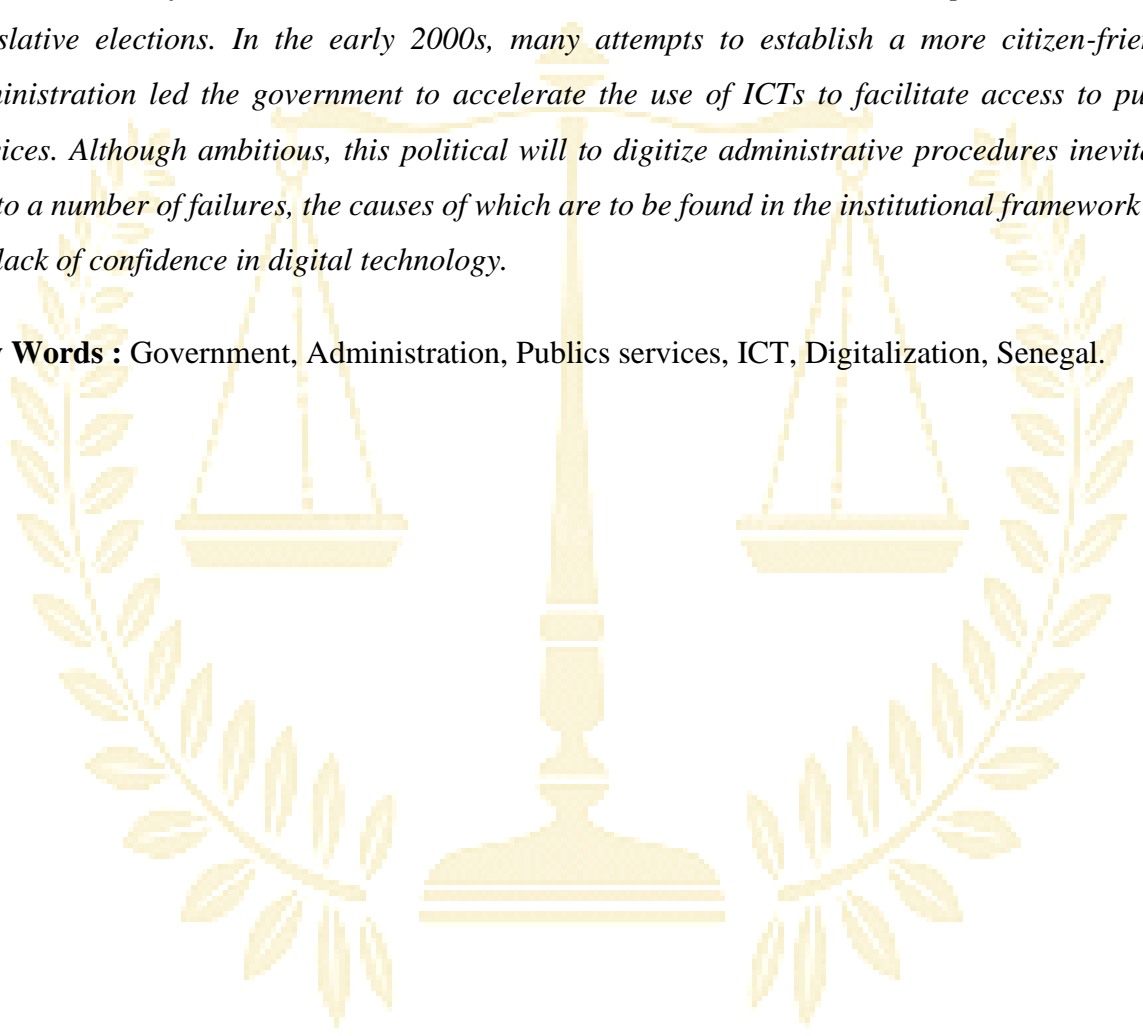 slative elections. In the early 2000s, many attempts to establish a more citizen-frien
ministration led the government to accelerate the use of ICTs to facilitate access to pu
ices. Although ambitious, this political will to digitize administrative procedures inevita
to a number of failures, the causes of which are to be found in the institutional framework
lack of confidence in digital technology.
Words : Government, Administration, Publics services, ICT, Digitalization, Senegal.